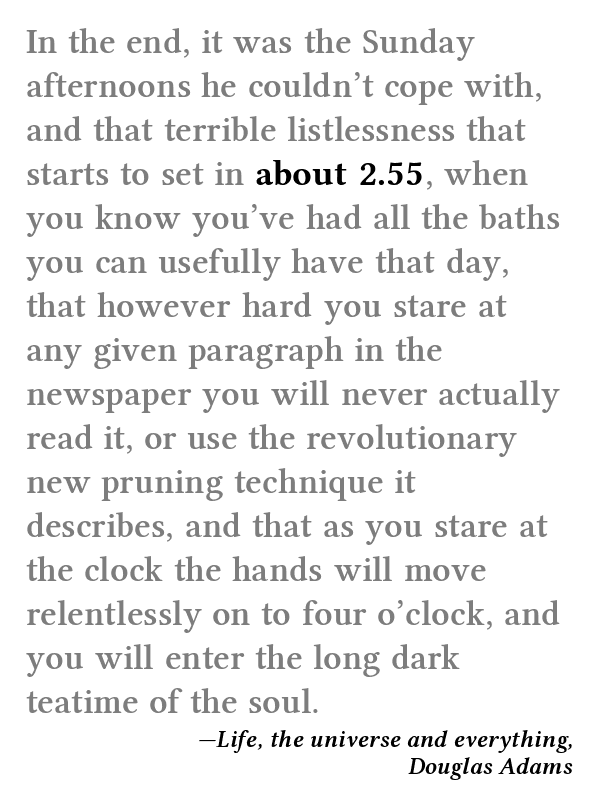 In the end, it was the Sunday
afternoons he couldn’t cope with,
and that terrible listlessness that
starts to set in about 2.55, when
you know you’ve had all the baths
you can usefully have that day,
that however hard you stare at
any given paragraph in the
newspaper you will never actually
read it, or use the revolutionary
new pruning technique it
describes, and that as you stare at
the clock the hands will move
relentlessly on to four o’clock, and
you will enter the long dark
teatime of the soul.
—Life, the universe and everything,
Douglas Adams